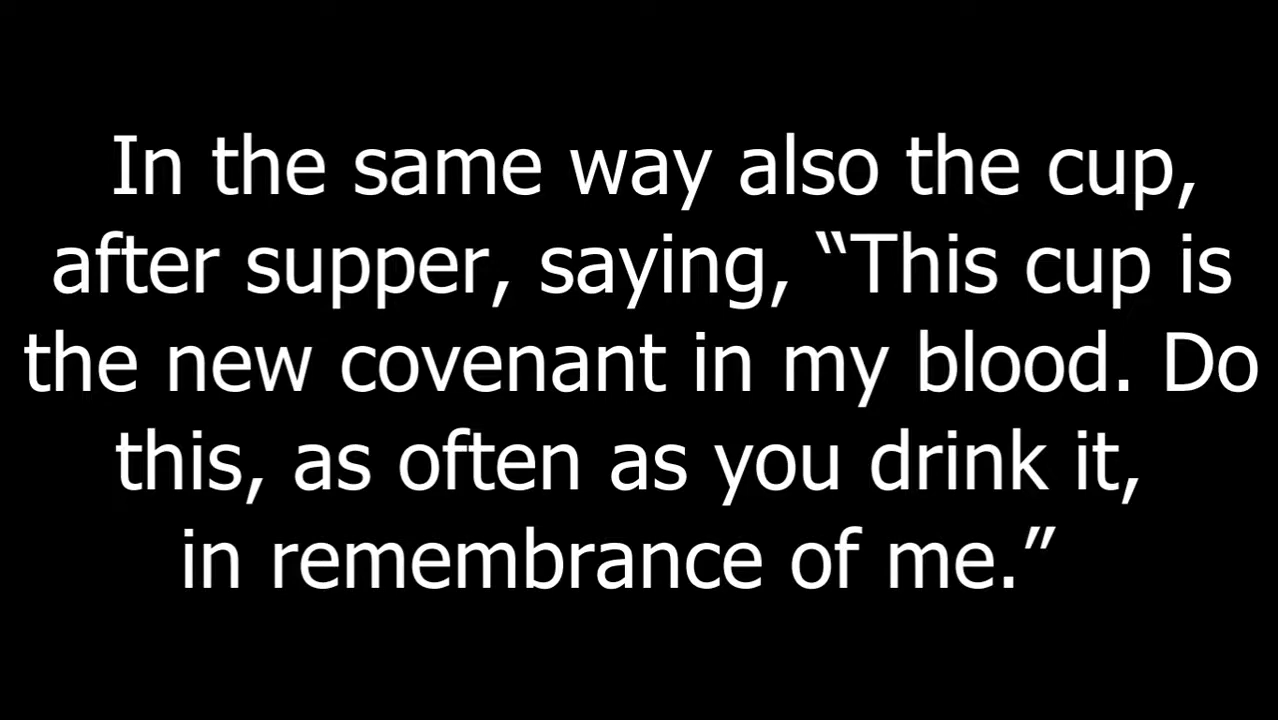 In the same way also the cup,
after supper, saying, “This cup is
the new covenant in my blood. Do
this, as often as you drink it,
in remembrance of me.”